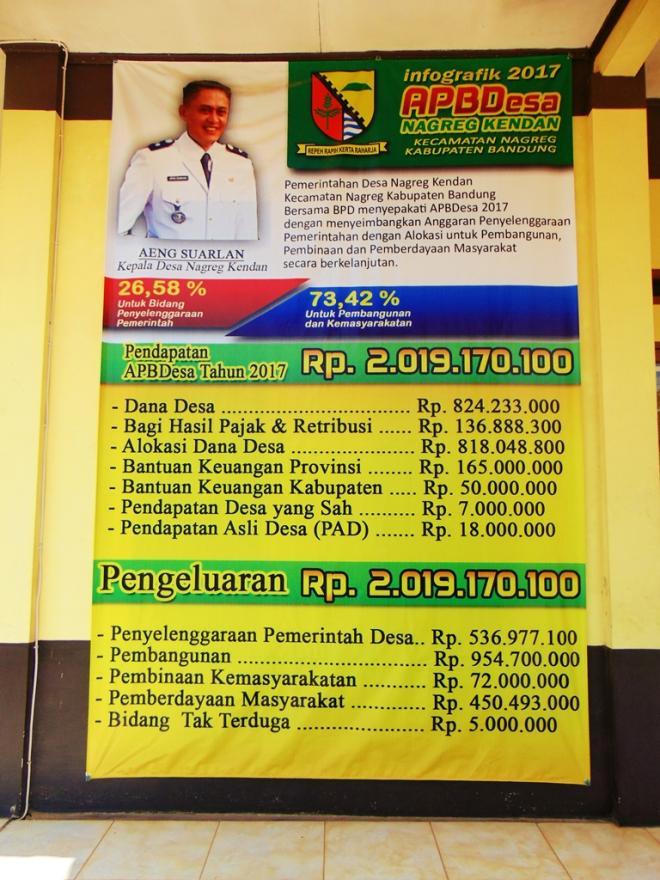 infografik 2017
APBDesa
NAGREG KENDAN
KECAMATAN NAGREG
KABUPATEN BANDUNG
REPEH RAPIH KERTA RAHARJA
Pemerintahan Desa Nagreg Kendan
Kecamatan Nagreg Kabupaten Bandung
Bersama BPD menyepakati APBDesa 2017
dengan menyeimbangkan Anggaran Penyelenggaraan
Pemerintahan dengan Alokasi untuk Pembangunan,
Pembinaan dan Pemberdayaan Masyarakat
secara berkelanjutan.
AENG SUARLAN
Kepala Desa Nagreg Kendan
26,58 %
Untuk Bidang
Penyelenggaraan
Pemerintah
73,42 %
Untuk Pembangunan
dan Kemasyarakatan
Pendapatan
APBDesa Tahun 2017 Rp. 2.019.170.100
- Dana Desa .................................. Rp. 824.233.000
- Bagi Hasil Pajak & Retribusi ...... Rp. 136.888.300
- Alokasi Dana Desa ...................... Rp. 818.048.800
- Bantuan Keuangan Provinsi ........ Rp. 165.000.000
- Bantuan Keuangan Kabupaten ..... Rp. 50.000.000
- Pendapatan Desa yang Sah .......... Rp. 7.000.000
- Pendapatan Asli Desa (PAD) ....... Rp. 18.000.000
Pengeluaran Rp. 2.019.170.100
- Penyelenggaraan Pemerintah Desa.. Rp. 536.977.100
- Pembangunan .................................. Rp. 954.700.000
- Pembinaan Kemasyarakatan .......... Rp. 72.000.000
- Pemberdayaan Masyarakat ............ Rp. 450.493.000
- Bidang Tak Terduga ...................... Rp. 5.000.000